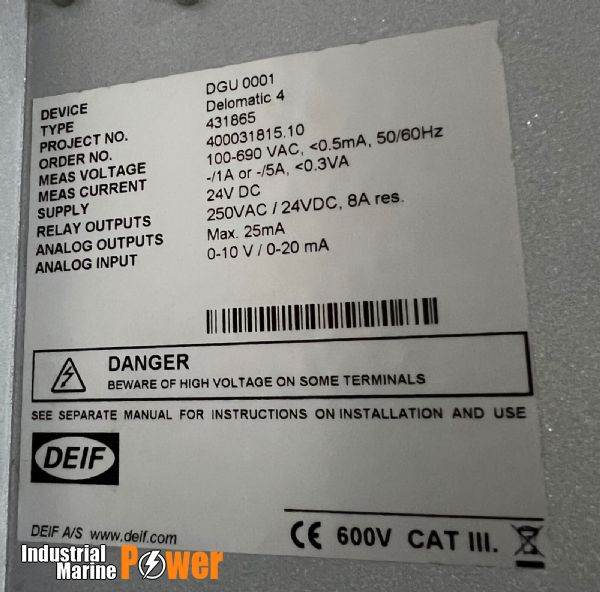 DEVICE DGU 0001
TYPE Delomatic 4
PROJECT NO. 431865
ORDER NO. 400031815.10
MEAS VOLTAGE 100-690 VAC, <0.5mA, 50/60Hz
MEAS CURRENT -/1A or -/5A, <0.3VA
SUPPLY 24V DC
RELAY OUTPUTS 250VAC / 24VDC, 8A res.
ANALOG OUTPUTS Max. 25mA
ANALOG INPUT 0-10 V / 0-20 mA
DANGER
BEWARE OF HIGH VOLTAGE ON SOME TERMINALS
SEE SEPARATE MANUAL FOR INSTRUCTIONS ON INSTALLATION AND USE
DEIF
DEIF A/S www.deif.com
CE 600V CAT III.
Industrial
Marine Power